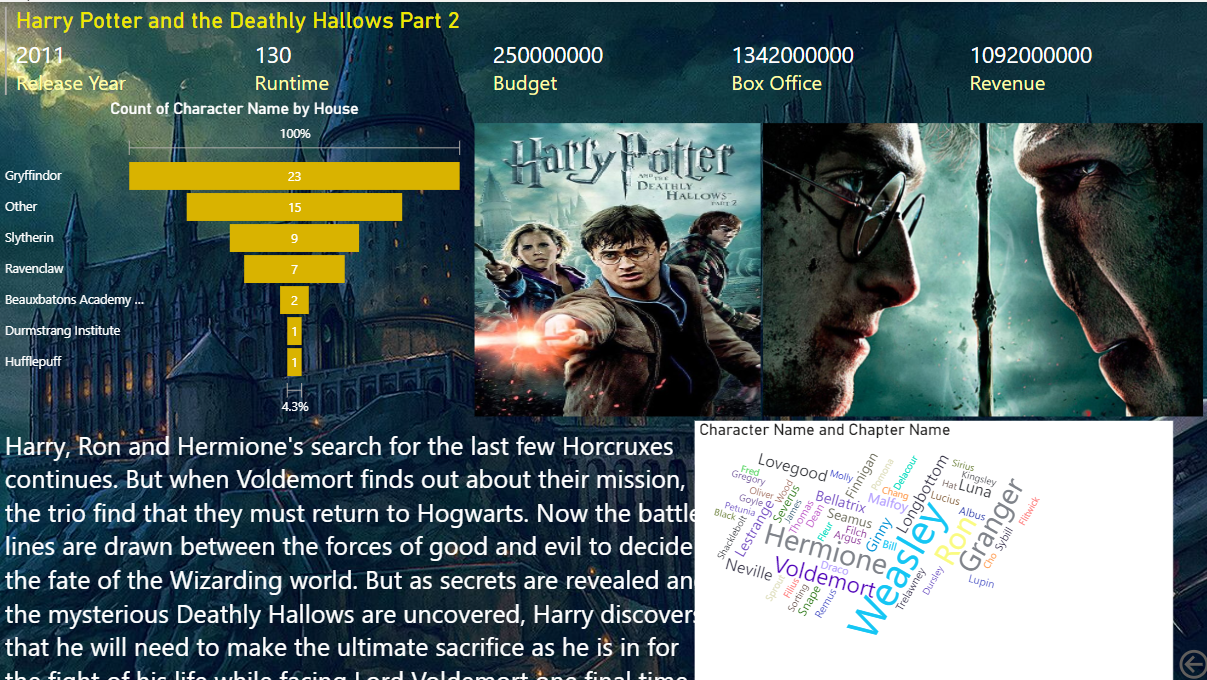 Harry Potter and the Deathly Hallows Part 2
2011
130
250000000
1342000000
1092000000
Release Year
Runtime
Budget
Box Office
Revenue
Count of Character Name by House
100%
Gryffindor
23
Other
15
Slytherin
9
Ravenclaw
7
Beauxbatons Academy ...
2
Durmstrang Institute
1
Hufflepuff
1
4.3%
Harry Potter
AND THE
DEATHLY
HALLOWS
PART 2
Harry, Ron and Hermione's search for the last few Horcruxes
continues. But when Voldemort finds out about their mission,
the trio find that they must return to Hogwarts. Now the battle
lines are drawn between the forces of good and evil to decide
the fate of the Wizarding world. But as secrets are revealed an
the mysterious Deathly Hallows are uncovered, Harry discovers
that he will need to make the ultimate sacrifice as he is in for
the fight of his life while facing Lord Voldemort one final time
Character Name and Chapter Name
Lovegood
Molly
Finnigan
Pomona
Delacour
Longbottom
Sirius
Kingsley
Hat
Luna
Fred
Gregory
Oliver
Wood
Severus
Goyle
James
Petunia
Black
Shacklebolt
Lestrange
Thomas
Dean
Bellatrix
Seamus
Malfoy
Chang
Lucius
Albus
Granger
Flitwick
Fleur
Filch
Argus
Ginny
Bill
Hermione
Weasley
Ron
Cho
Sybill
Neville
Voldemort
Draco
Sprout
Filius
Sorting
Snape
Remus
Trelawney
Dursley
Lupin